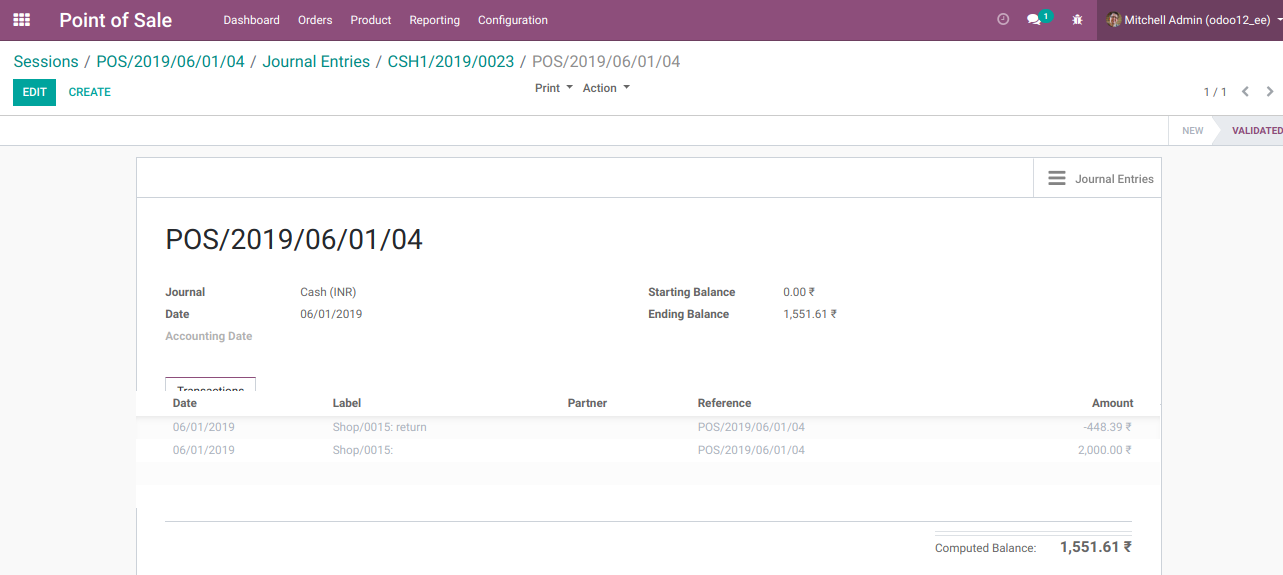 Point of Sale Dashboard Orders Product Reporting Configuration 1 Mitchell Admin (odoo12_ee)
Sessions / POS/2019/06/01/04 / Journal Entries / CSH1/2019/0023 / POS/2019/06/01/04
EDIT CREATE Print Action 1 / 1
NEW VALIDATED
Journal Entries
POS/2019/06/01/04
Journal Cash (INR) Starting Balance 0.00 ₹
Date 06/01/2019 Ending Balance 1,551.61 ₹
Accounting Date
Transactions
Date Label Partner Reference Amount
06/01/2019 Shop/0015: return POS/2019/06/01/04 -448.39 ₹
06/01/2019 Shop/0015: POS/2019/06/01/04 2,000.00 ₹
Computed Balance: 1,551.61 ₹